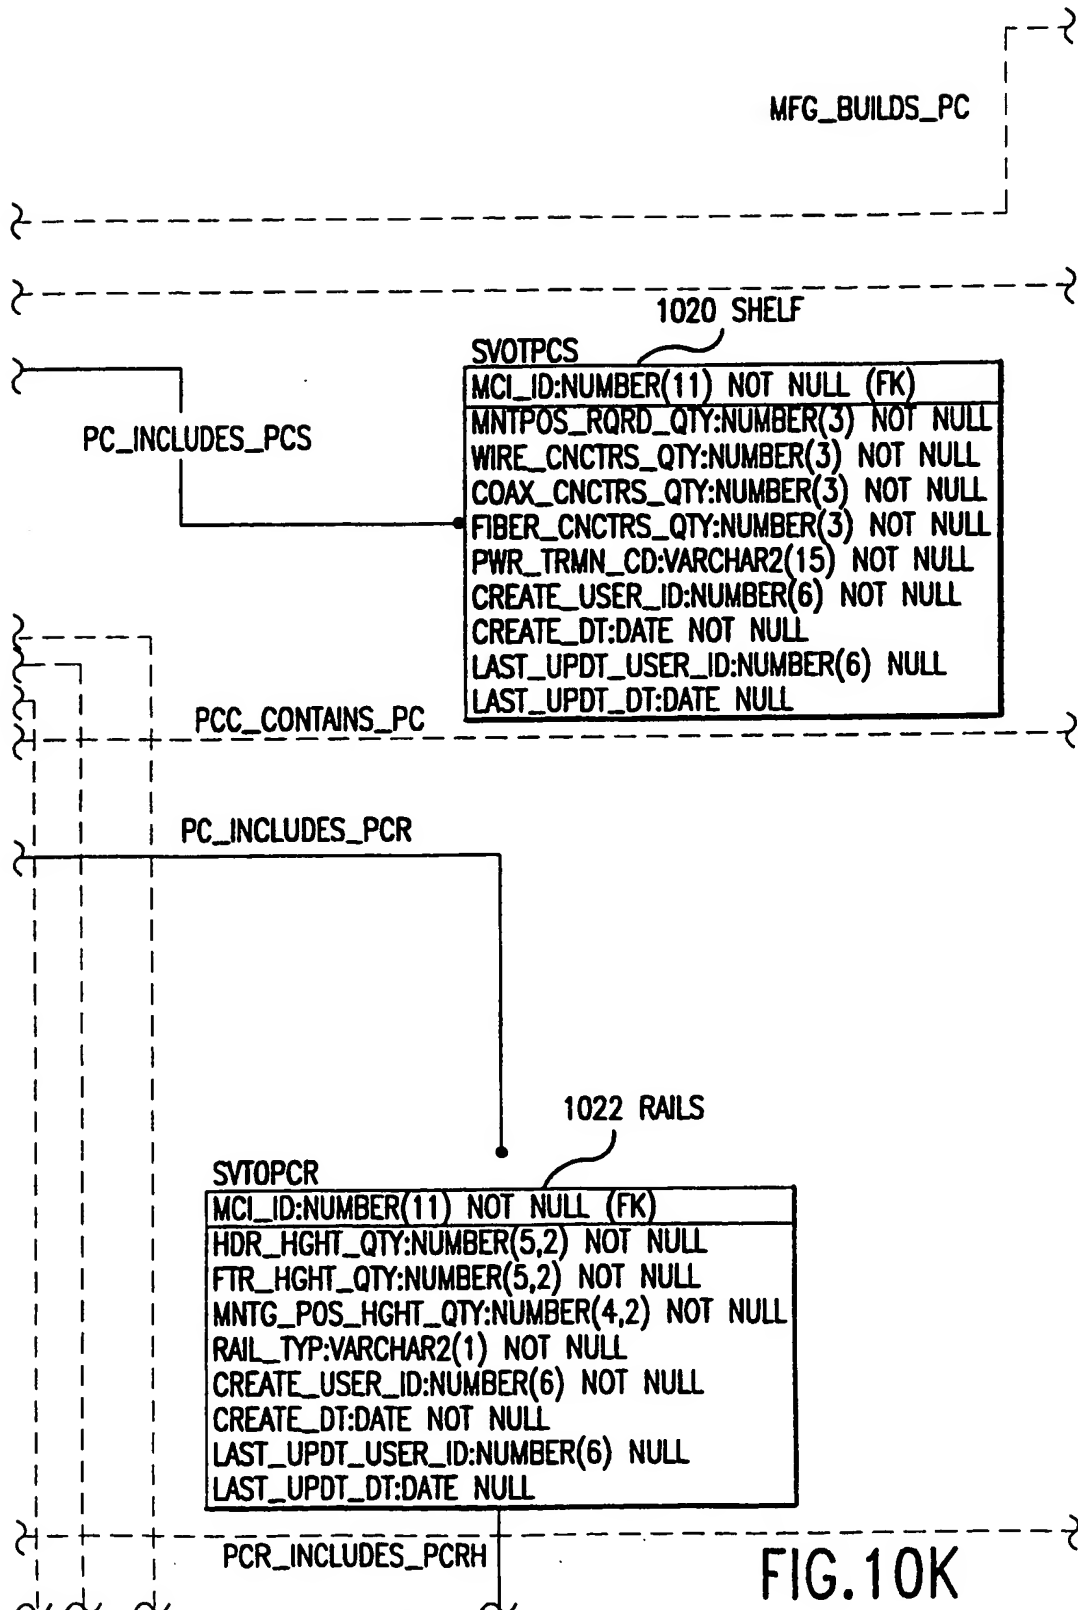 MFG_BUILDS_PC
1020 SHELF
SVOTPCS
MCI_ID:NUMBER(11) NOT NULL (FK)
MNTPOS_RQRD_QTY:NUMBER(3) NOT NULL
WIRE_CNCTRS_QTY:NUMBER(3) NOT NULL
COAX_CNCTRS_QTY:NUMBER(3) NOT NULL
FIBER_CNCTRS_QTY:NUMBER(3) NOT NULL
PWR_TRMN_CD:VARCHAR2(15) NOT NULL
CREATE_USER_ID:NUMBER(6) NOT NULL
CREATE_DT:DATE NOT NULL
LAST_UPDT_USER_ID:NUMBER(6) NULL
LAST_UPDT_DT:DATE NULL
PC_INCLUDES_PCS
PCC_CONTAINS_PC
PC_INCLUDES_PCR
1022 RAILS
SVTOPCR
MCI_ID:NUMBER(11) NOT NULL (FK)
HDR_HGHT_QTY:NUMBER(5,2) NOT NULL
FTR_HGHT_QTY:NUMBER(5,2) NOT NULL
MNTG_POS_HGHT_QTY:NUMBER(4,2) NOT NULL
RAIL_TYP:VARCHAR2(1) NOT NULL
CREATE_USER_ID:NUMBER(6) NOT NULL
CREATE_DT:DATE NOT NULL
LAST_UPDT_USER_ID:NUMBER(6) NULL
LAST_UPDT_DT:DATE NULL
PCR_INCLUDES_PCRH
FIG.10K